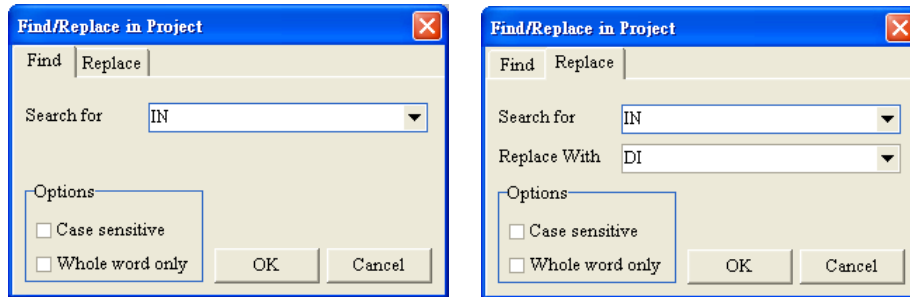 Find/Replace in Project
Find Replace
Search for IN
Options
Case sensitive
Whole word only
OK Cancel
Find/Replace in Project
Find Replace
Search for IN
Replace With DI
Options
Case sensitive
Whole word only
OK Cancel